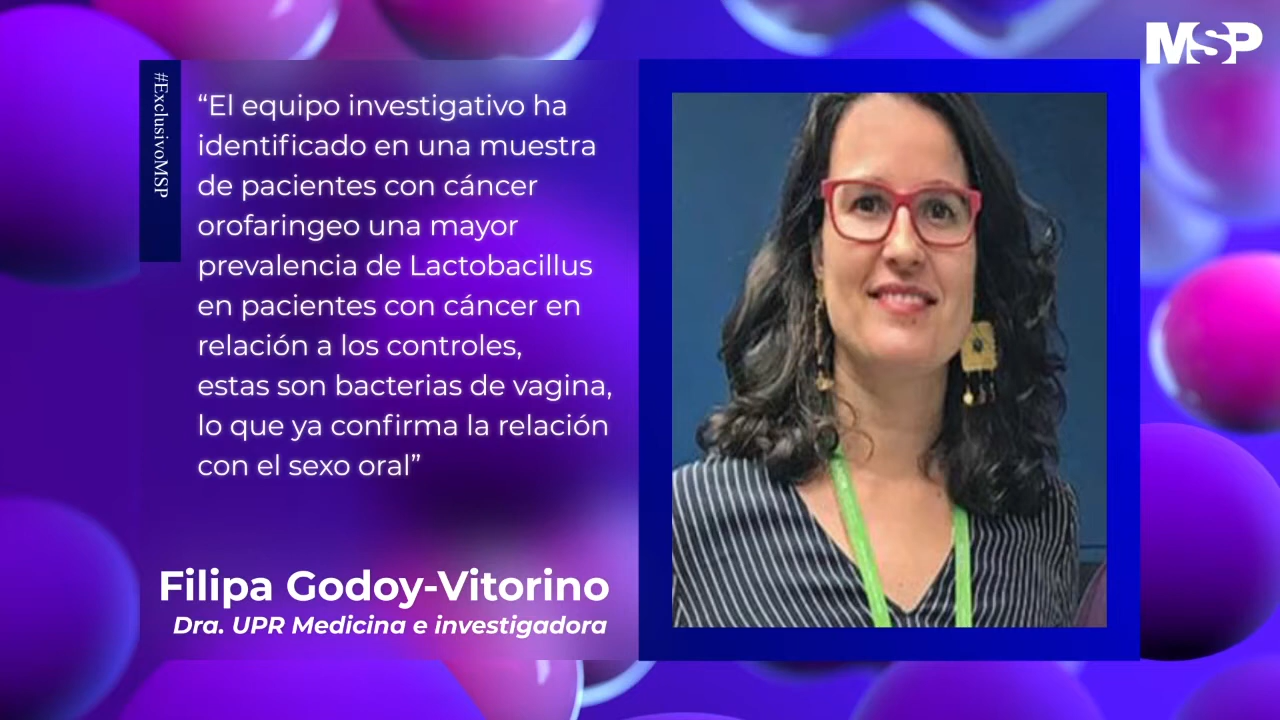 MSP
#ExclusivoMSP
“El equipo investigativo ha
identificado en una muestra
de pacientes con cáncer
orofaringeo una mayor
prevalencia de Lactobacillus
en pacientes con cáncer en
relación a los controles,
estas son bacterias de vagina,
lo que ya confirma la relación
con el sexo oral”
Filipa Godoy-Vitorino
Dra. UPR Medicina e investigadora